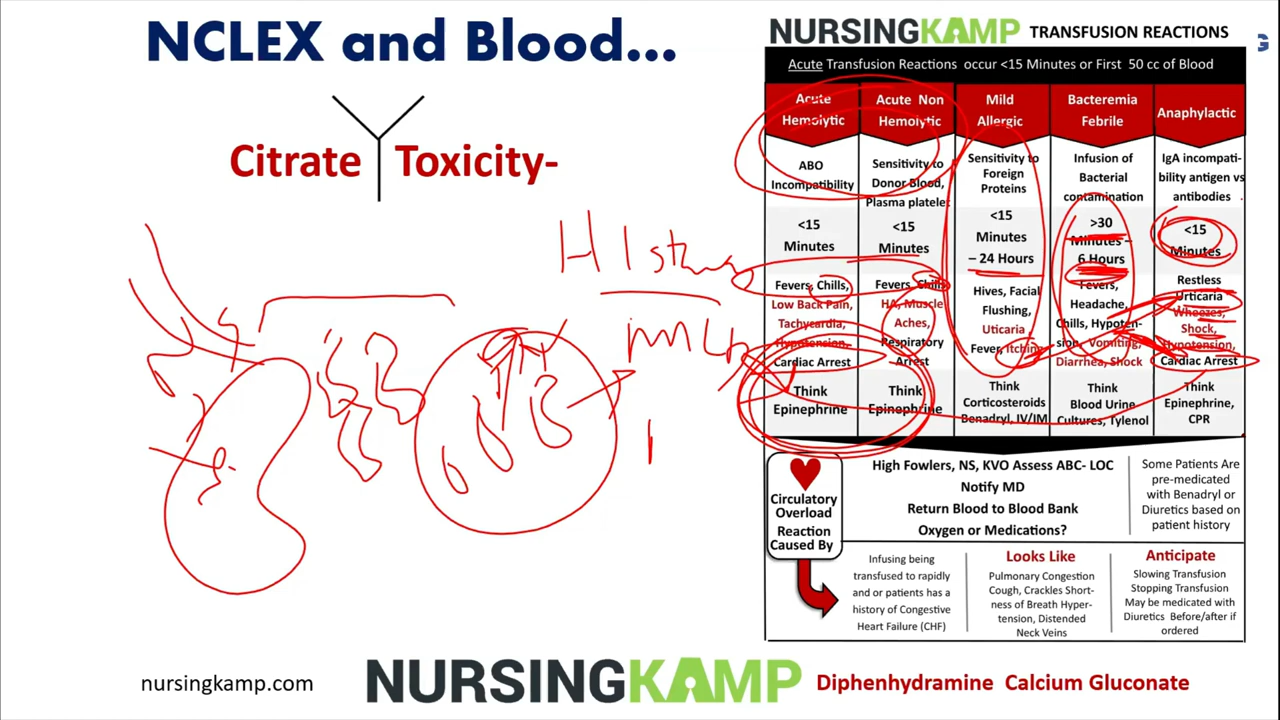 NCLEX and Blood...
Citrate Toxicity-
NURSINGKAMP TRANSFUSION REACTIONS
Acute Transfusion Reactions occur <15 Minutes or First 50 cc of Blood
Acute
Hemolytic
ABO
Incompatibility
<15
Minutes
Fevers, Chills,
Low Back Pain,
Tachycardia,
Hypotension,
Cardiac Arrest
Think
Epinephrine
Acute Non
Hemolytic
Sensitivity to
Donor Blood,
Plasma platelet
<15
Minutes
Fevers, Chills,
HA, Muscle
Aches,
Respiratory
Arrest
Think
Epinephrine
Mild
Allergic
Sensitivity to
Foreign
Proteins
<15
Minutes
– 24 Hours
Hives, Facial
Flushing,
Uticaria
Fever, Itching
Think
Corticosteroids
Benadryl, IV/IM
Bacteremia
Febrile
Infusion of
Bacterial
contamination
>30
Minutes –
6 Hours
Fevers,
Headache,
Chills, Hypoten-
sion, Vomiting,
Diarrhea, Shock
Think
Blood Urine
Cultures, Tylenol
Anaphylactic
IgA incompati-
bility antigen vs
antibodies
<15
Minutes
Restless
Urticaria
Wheezes,
Shock,
Hypotension,
Cardiac Arrest
Think
Epinephrine,
CPR
Circulatory
Overload
Reaction
Caused By
High Fowlers, NS, KVO Assess ABC- LOC
Notify MD
Return Blood to Blood Bank
Oxygen or Medications?
Some Patients are
pre-medicated
with Benadryl or
Diuretics based on
patient history
Infusing being
transfused to rapidly
and or patients has a
history of Congestive
Heart Failure (CHF)
Looks Like
Pulmonary Congestion
Cough, Crackles Short-
ness of Breath Hyper-
tension, Distended
Neck Veins
Anticipate
Slowing Transfusion
Stopping Transfusion
May be medicated with
Diuretics Before/after if
ordered
nursingkamp.com
NURSINGKAMP
Diphenhydramine Calcium Gluconate